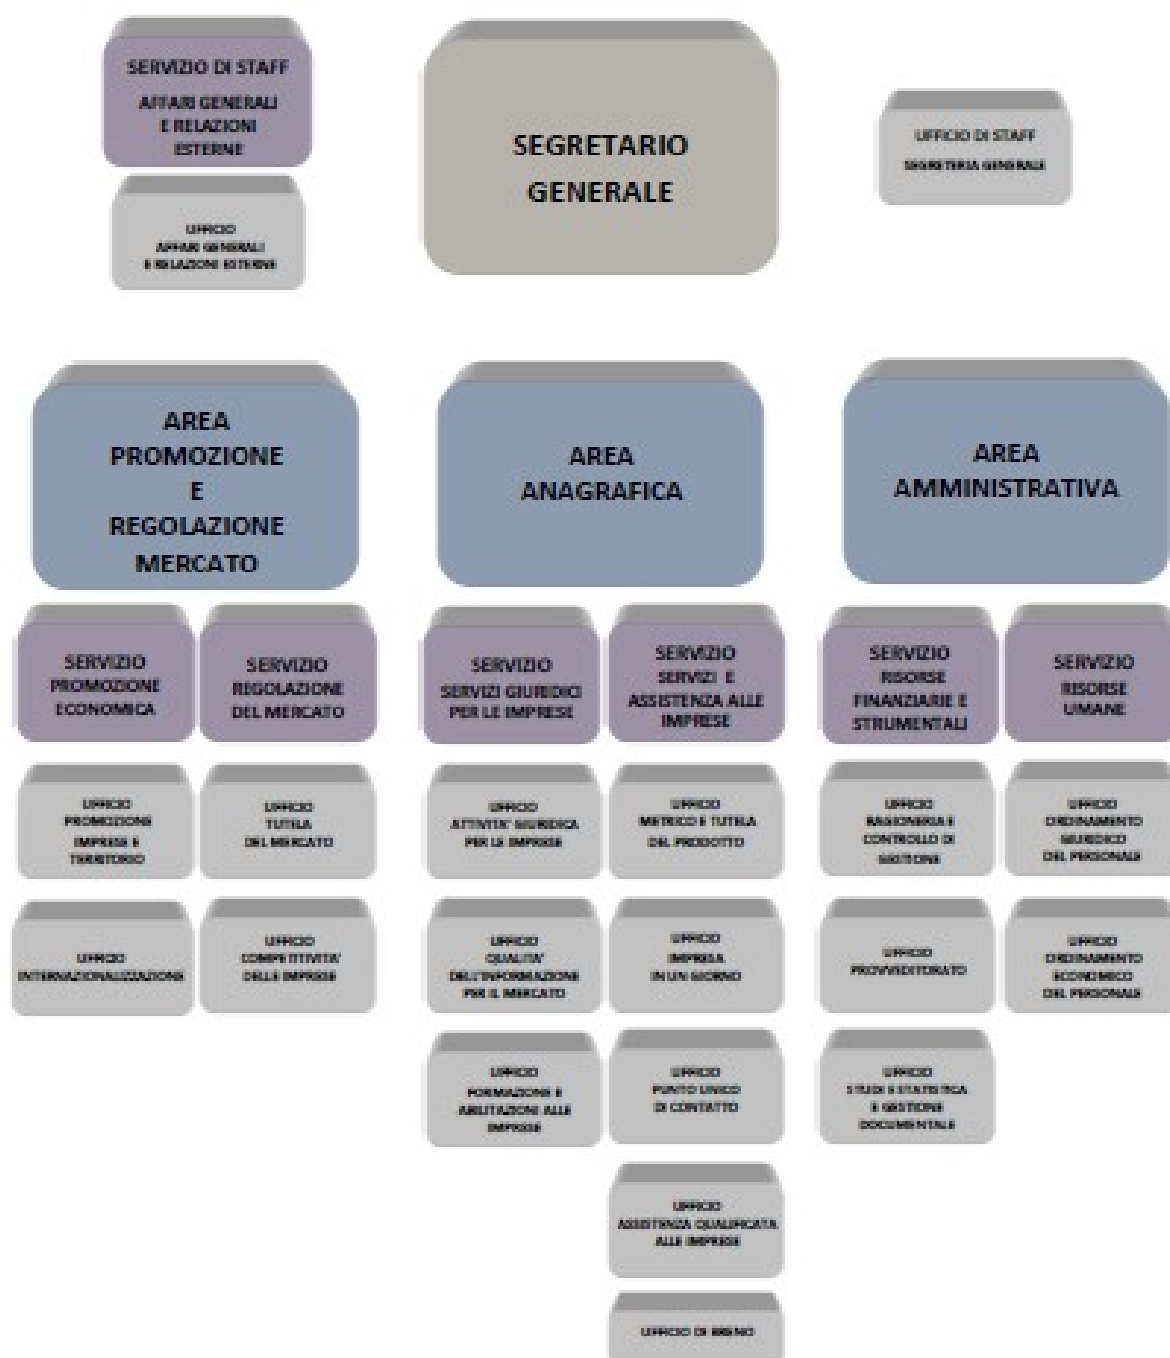 SERVIZIO DI STAFF
AFFARI GENERALI
E RELAZIONI
ESTERNE
UFFICIO
AFFARI GENERALI
E RELAZIONI ESTERNE
SEGRETARIO
GENERALE
UFFICIO DI STAFF
SEGRETERIA GENERALE
AREA
PROMOZIONE
E
REGOLAZIONE
MERCATO
SERVIZIO
PROMOZIONE
ECONOMICA
UFFICIO
PROMOZIONE
IMPRESE E
TERRITORIO
UFFICIO
INTERNAZIONALIZZAZIONE
SERVIZIO
REGOLAZIONE
DEL MERCATO
UFFICIO
TUTELA
DEL MERCATO
UFFICIO
COMPETITIVITA'
DELLE IMPRESE
AREA
ANAGRAFICA
SERVIZIO
SERVIZI GIURIDICI
PER LE IMPRESE
UFFICIO
ATTIVITA' GIURIDICA
PER LE IMPRESE
UFFICIO
QUALITA'
DELL'INFORMAZIONE
PER IL MERCATO
UFFICIO
FORMAZIONE E
ABILITAZIONI ALLE
IMPRESE
SERVIZIO
SERVIZI E
ASSISTENZA ALLE
IMPRESE
UFFICIO
METRICO E TUTELA
DEL PRODOTTO
UFFICIO
IMPRESA
IN UN GIORNO
UFFICIO
PUNTO UNICO
DI CONTATTO
UFFICIO
ASSISTENZA QUALIFICATA
ALLE IMPRESE
UFFICIO DI BRENO
AREA
AMMINISTRATIVA
SERVIZIO
RISORSE
FINANZIARIE E
STRUMENTALI
UFFICIO
RAGIONERIA E
CONTROLLO DI
GESTIONE
UFFICIO
PROVVEDITORATO
UFFICIO
STUDI E STATISTICA
E GESTIONE
DOCUMENTALE
SERVIZIO
RISORSE
UMANE
UFFICIO
ORDINAMENTO
GIURIDICO
DEL PERSONALE
UFFICIO
ORDINAMENTO
ECONOMICO
DEL PERSONALE